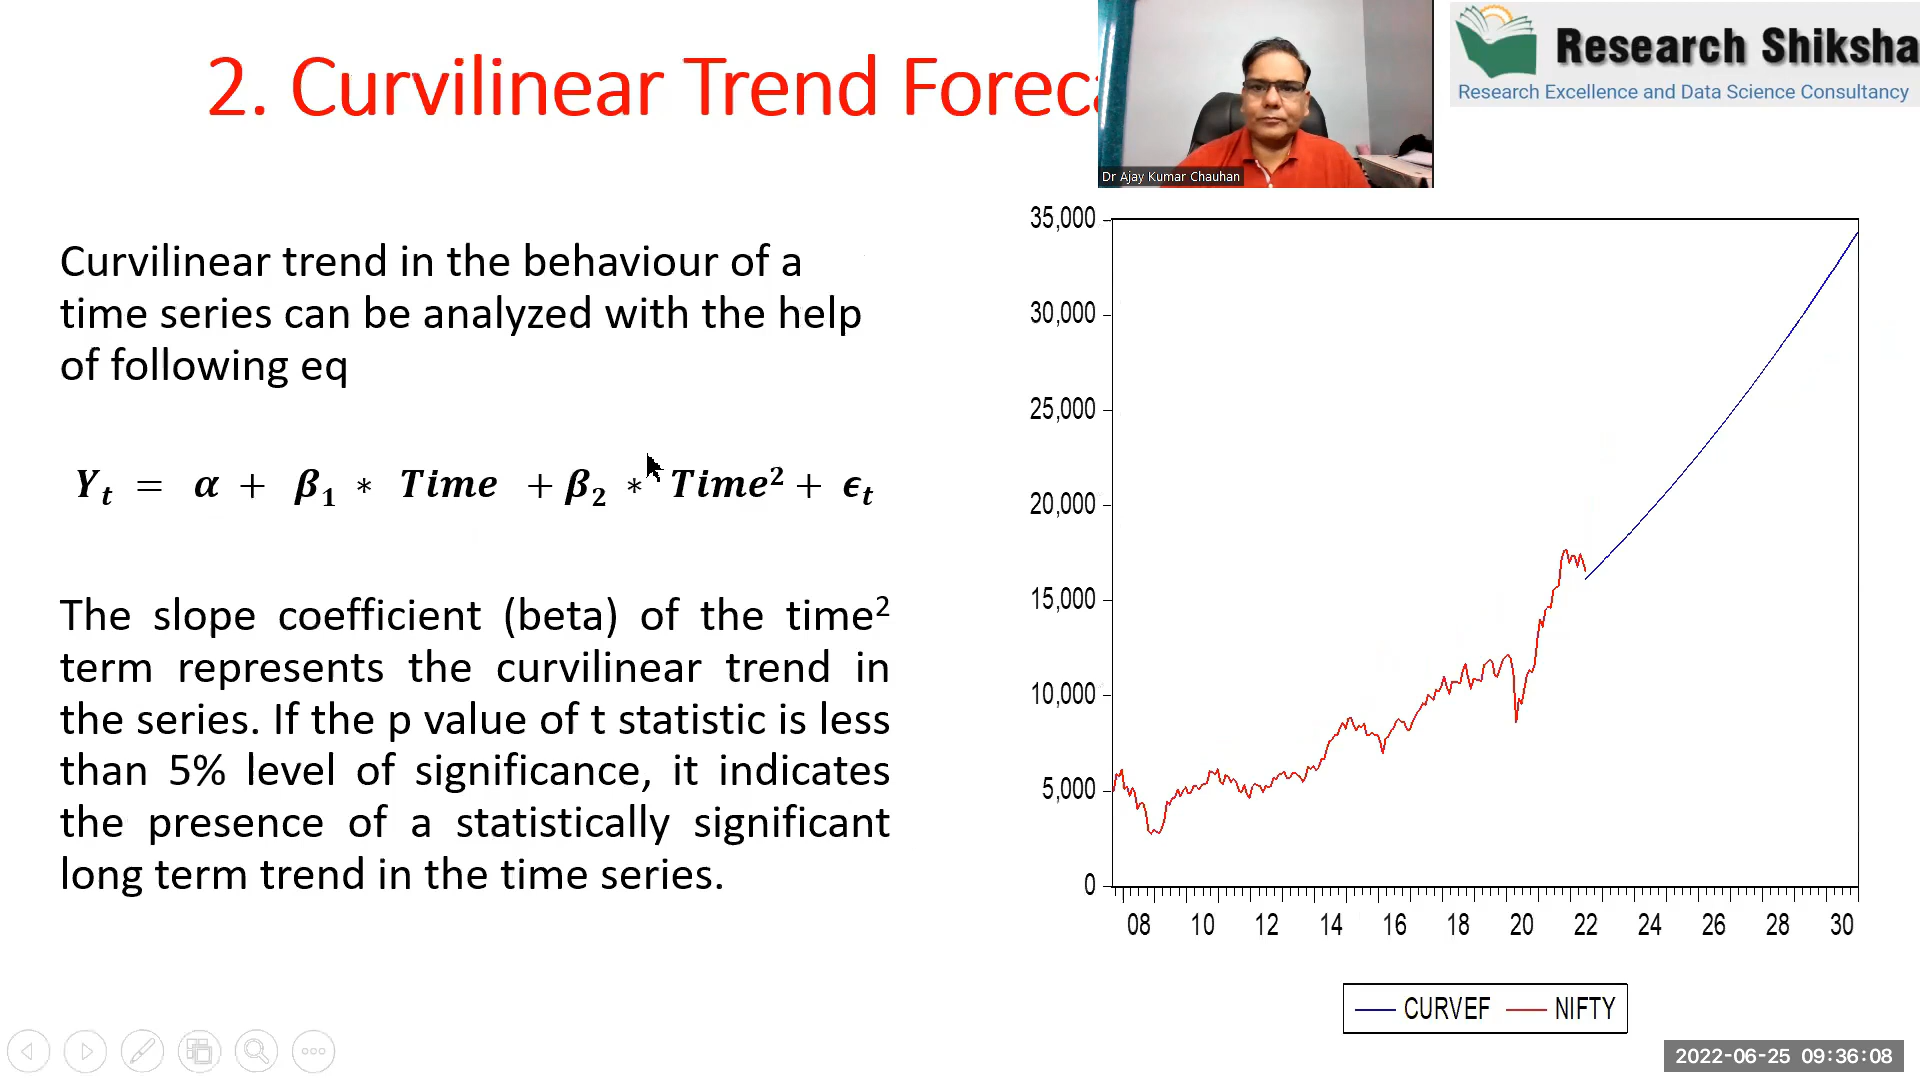 2. Curvilinear Trend
Dr Ajay Kumar Chauhan
Research Shiksha
Research Excellence and Data Science Consultancy
Curvilinear trend in the behaviour of a
time series can be analyzed with the help
of following eq
Yₜ = α + β₁ * Time + β₂ * Time² + ϵₜ
The slope coefficient (beta) of the time²
term represents the curvilinear trend in
the series. If the p value of t statistic is less
than 5% level of significance, it indicates
the presence of a statistically significant
long term trend in the time series.
35,000
30,000
25,000
20,000
15,000
10,000
5,000
0
08 10 12 14 16 18 20 22 24 26 28 30
CURVEF NIFTY
2022-06-25 09:36:08